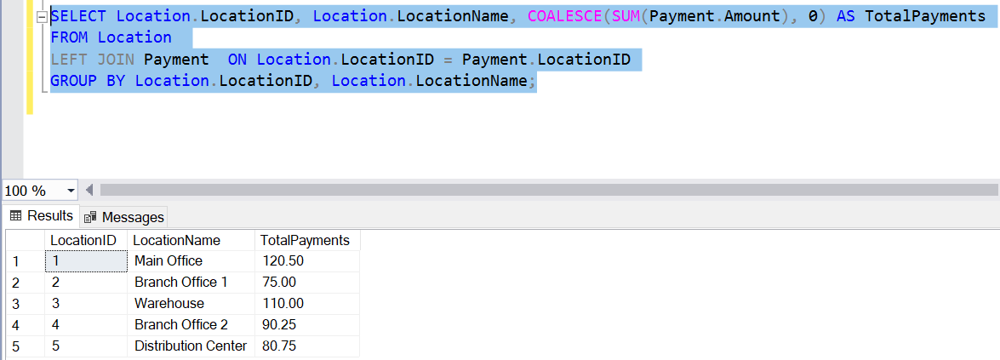 SELECT Location.LocationID, Location.LocationName, COALESCE(SUM(Payment.Amount), 0) AS TotalPayments
FROM Location
LEFT JOIN Payment  ON Location.LocationID = Payment.LocationID
GROUP BY Location.LocationID, Location.LocationName;
100 %
Results Messages
LocationID LocationName TotalPayments
1 1 Main Office 120.50
2 2 Branch Office 1 75.00
3 3 Warehouse 110.00
4 4 Branch Office 2 90.25
5 5 Distribution Center 80.75